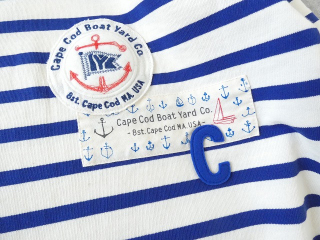 Cape Cod Boat Yard Co.
Bst. Cape Cod MA. USA
Cape Cod Boat Yard Co.
- Bst. Cape Cod MA. USA -
C